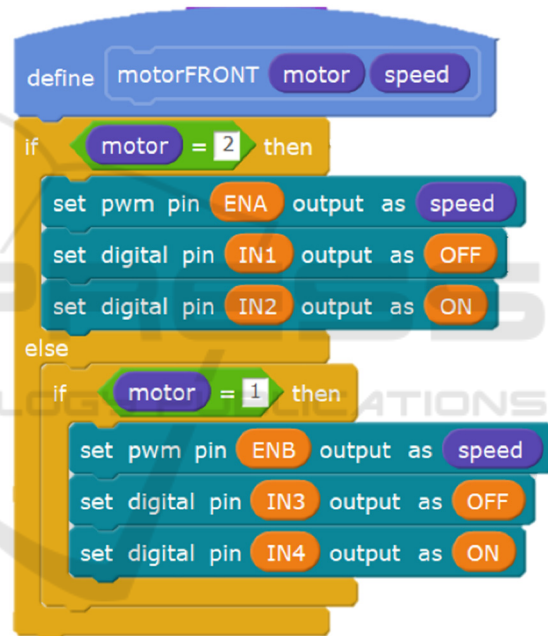 define motorFRONT motor speed
if motor = 2 then
set pwm pin ENA output as speed
set digital pin IN1 output as OFF
set digital pin IN2 output as ON
else
if motor = 1 then
set pwm pin ENB output as speed
set digital pin IN3 output as OFF
set digital pin IN4 output as ON